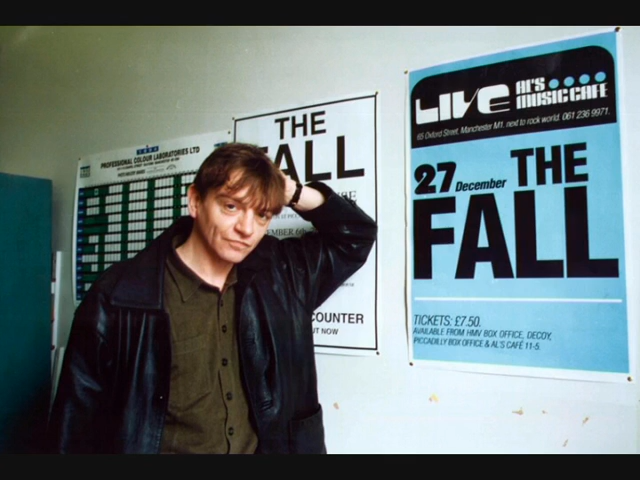 PROFESSIONAL COLOUR LABORATORIES LTD
THE
FALL
COUNTER
OUT NOW
LIVE AL'S
MUSIC CAFE
65 Oxford Street, Manchester M1. next to rock world. 061 236 9971.
27 December THE
FALL
TICKETS: £7.50.
AVAILABLE FROM HMV BOX OFFICE, DECOY,
PICCADILLY BOX OFFICE & AL'S CAFÉ 11-5.